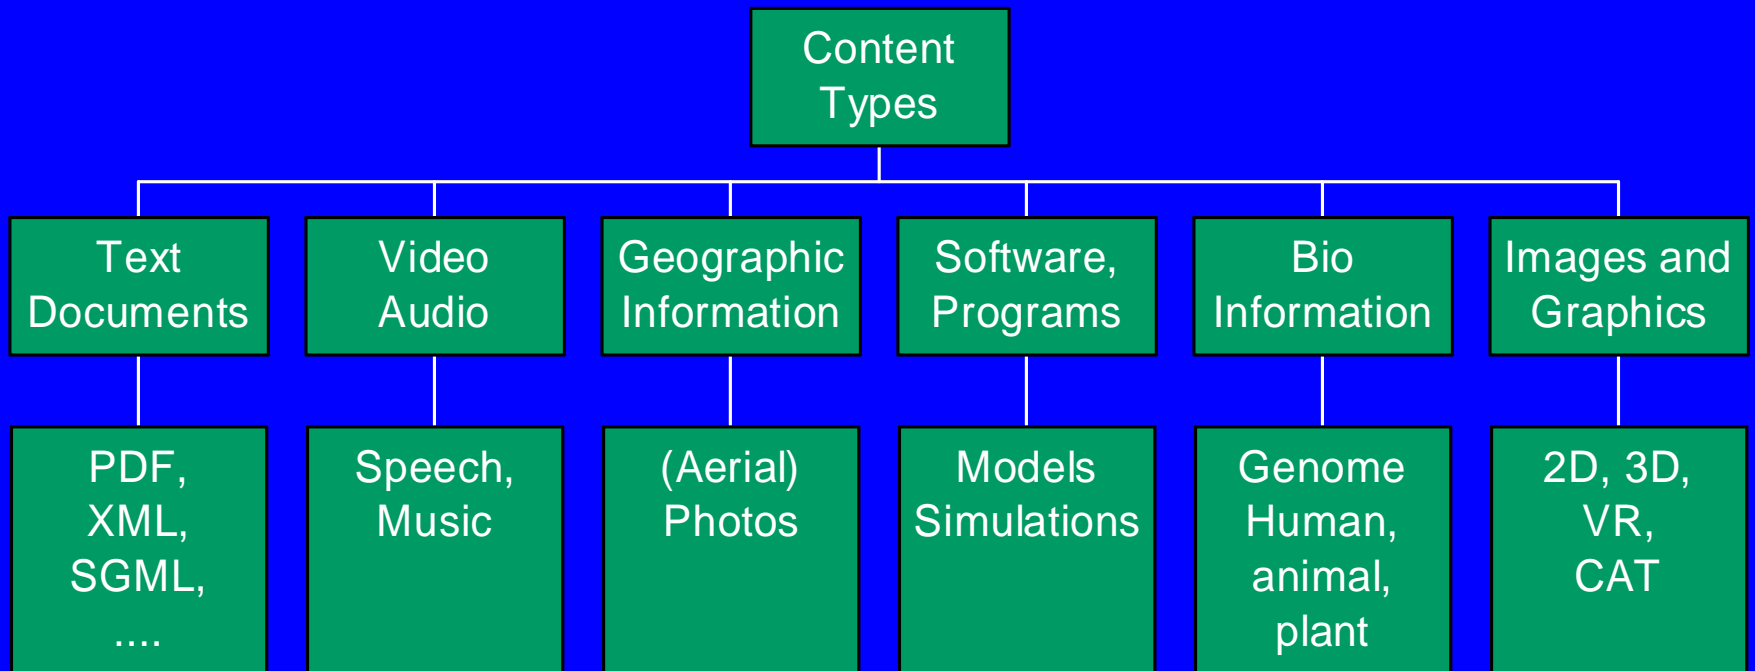 Content
Types
Text
Documents
Video
Audio
Geographic
Information
Software,
Programs
Bio
Information
Images and
Graphics
PDF,
XML,
SGML,
....
Speech,
Music
(Aerial)
Photos
Models
Simulations
Genome
Human,
animal,
plant
2D, 3D,
VR,
CAT